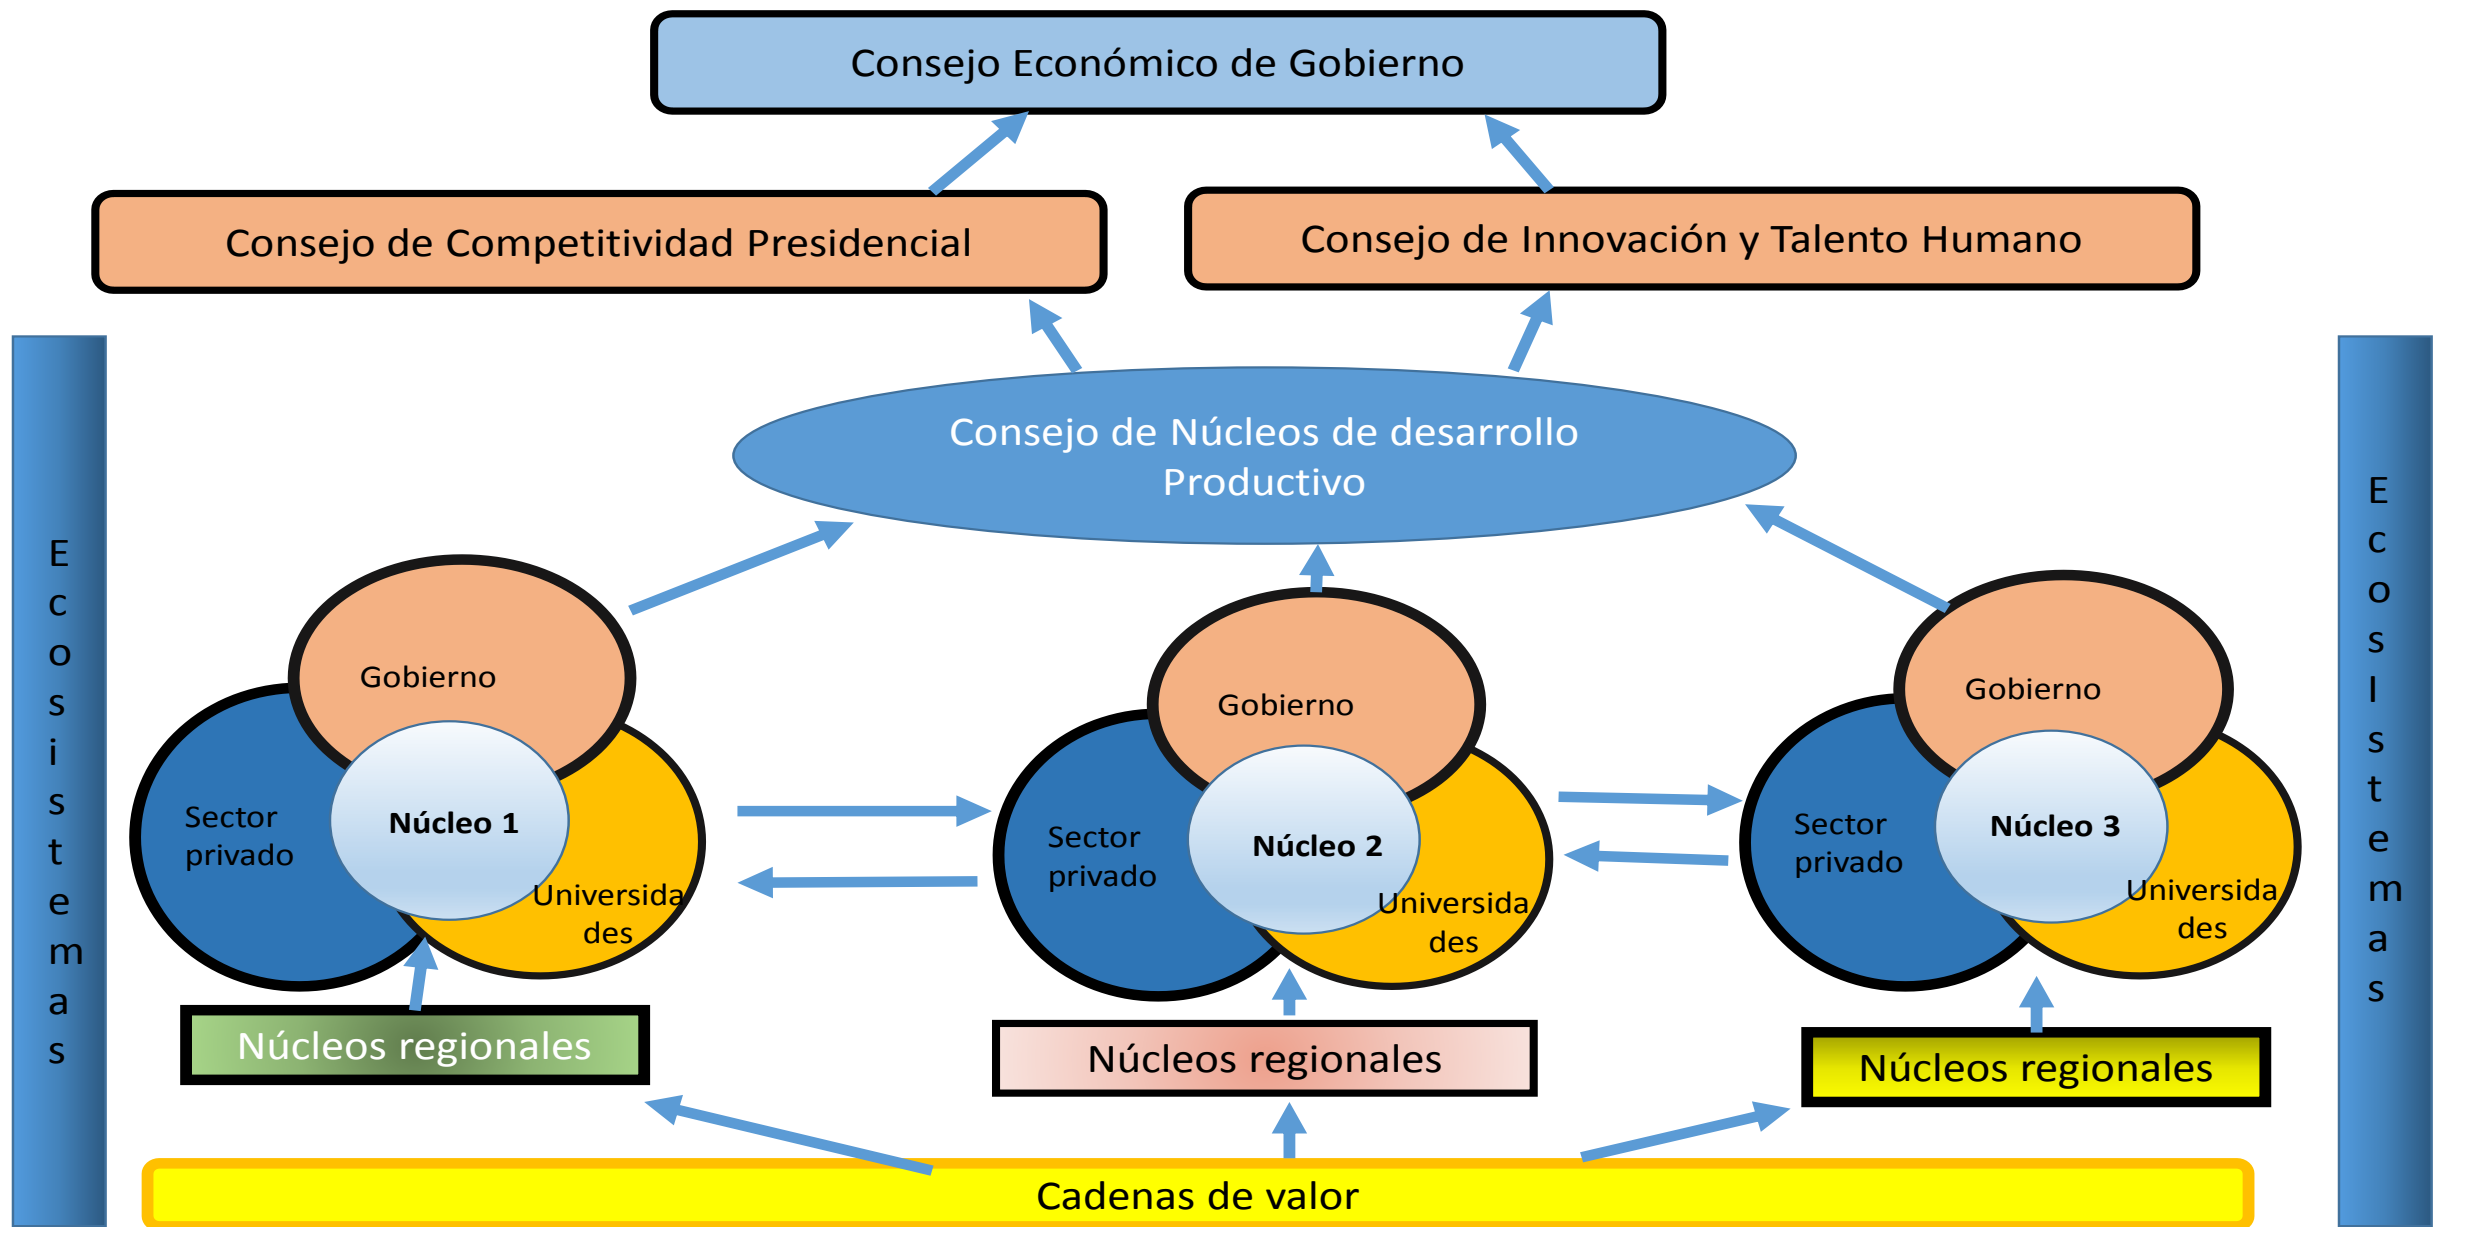 Consejo Económico de Gobierno
Consejo de Competitividad Presidencial
Consejo de Innovación y Talento Humano
Consejo de Núcleos de desarrollo
Productivo
Ecosistemas
EcosIstemas
Gobierno
Sector
privado
Núcleo 1
Universida
des
Gobierno
Sector
privado
Núcleo 2
Universida
des
Gobierno
Sector
privado
Núcleo 3
Universida
des
Núcleos regionales
Núcleos regionales
Núcleos regionales
Cadenas de valor